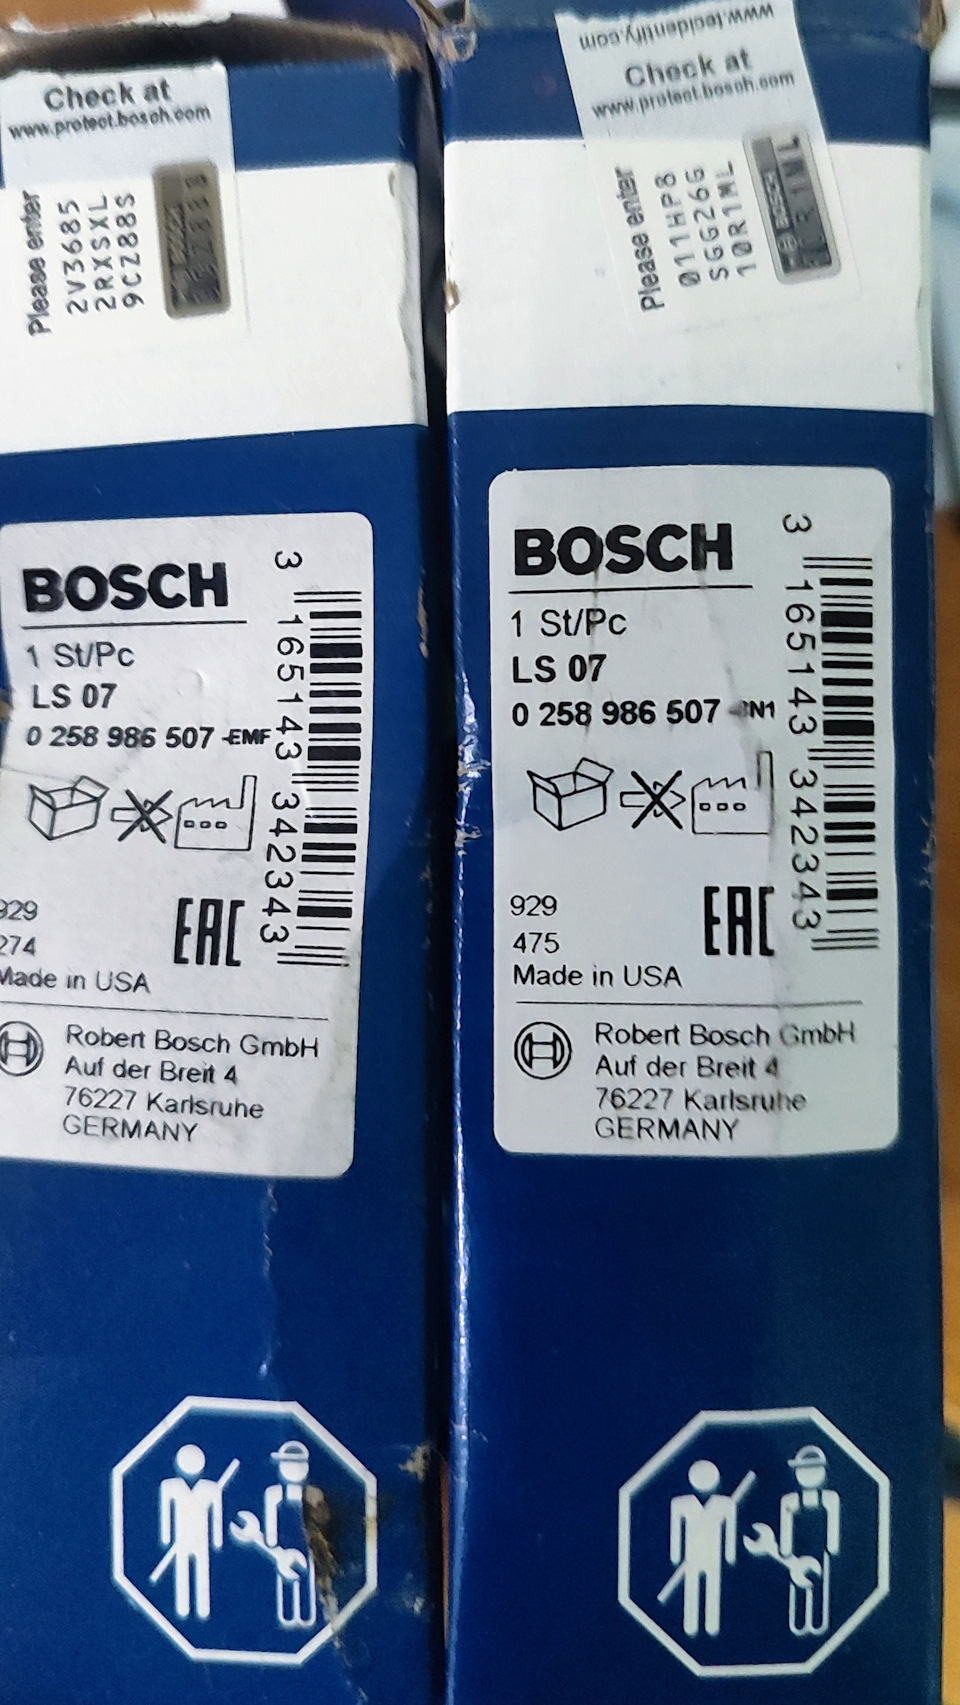 Check at
www.protect.bosch.com
Please enter
2V3685
2RXSXL
9CZ88S
BOSCH
1 St/Pc
LS 07
0 258 986 507 -EMF
3 165143 342343
929
274
EAC
Made in USA
Robert Bosch GmbH
Auf der Breit 4
76227 Karlsruhe
GERMANY
www.tecidentify.com
Check at
www.protect.bosch.com
Please enter
011HP8
SGG26G
10R1ML
BOSCH
1 St/Pc
LS 07
0 258 986 507
3 165143 342343
929
475
EAC
Made in USA
Robert Bosch GmbH
Auf der Breit 4
76227 Karlsruhe
GERMANY